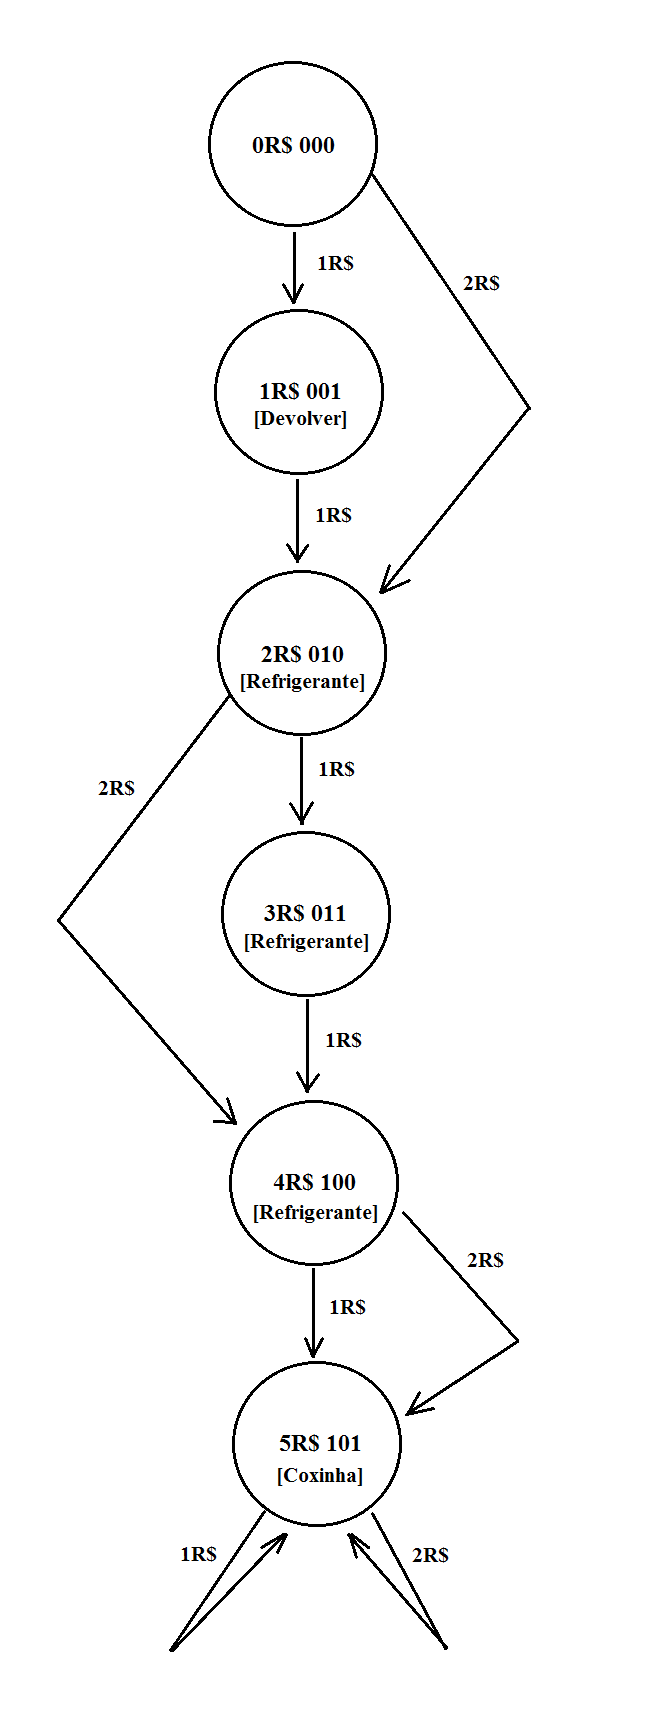 0R$ 000
1R$
2R$
1R$ 001
[Devolver]
1R$
2R$ 010
[Refrigerante]
1R$
2R$
3R$ 011
[Refrigerante]
1R$
4R$ 100
[Refrigerante]
2R$
1R$
5R$ 101
[Coxinha]
1R$
2R$